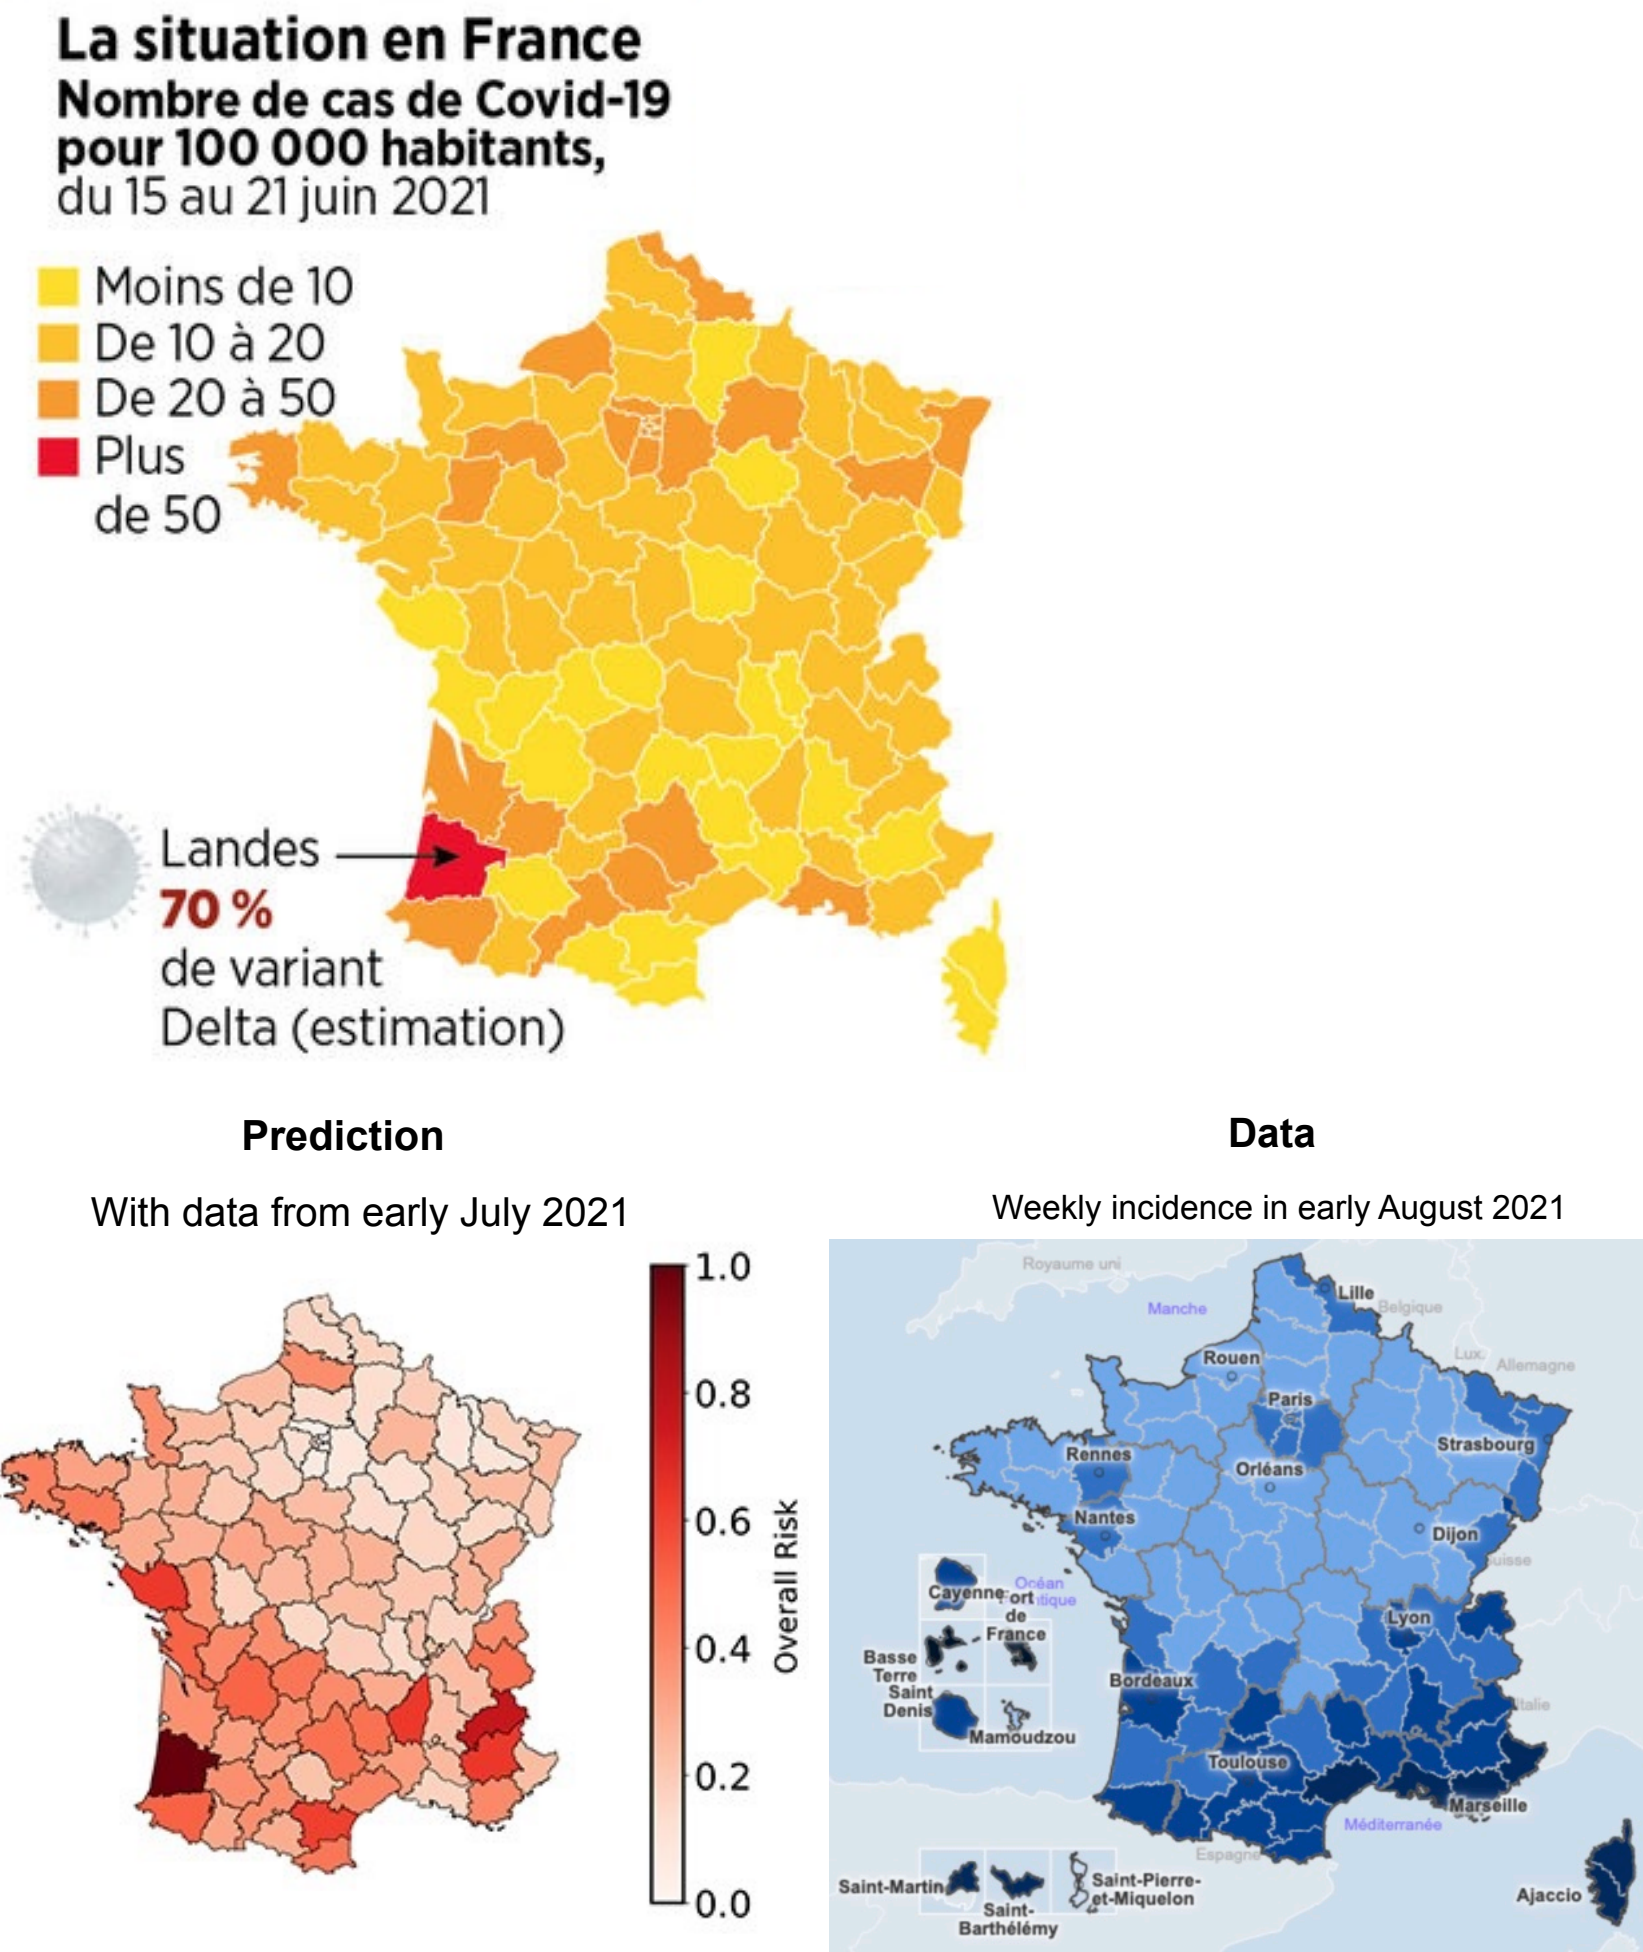 La situation en France
Nombre de cas de Covid-19
pour 100 000 habitants,
du 15 au 21 juin 2021
Moins de 10
De 10 à 20
De 20 à 50
Plus
de 50
Landes
70 %
de variant
Delta (estimation)
Prediction
With data from early July 2021
1.0
0.8
0.6
0.4
0.2
0.0
Overall Risk
Data
Weekly incidence in early August 2021
Royaume uni
Manche
Lille
Belgique
Lux.
Allemagne
Rouen
Paris
Strasbourg
Rennes
Orléans
Nantes
Dijon
Suisse
Océan
Cayenne
ort
tique
de
France
Basse
Terre
Saint
Denis
Mamoudzou
Lyon
Bordeaux
Italie
Toulouse
Marseille
Méditerranée
Espagne
Saint-Martin
Saint-
Barthélémy
Saint-Pierre-
et-Miquelon
Ajaccio